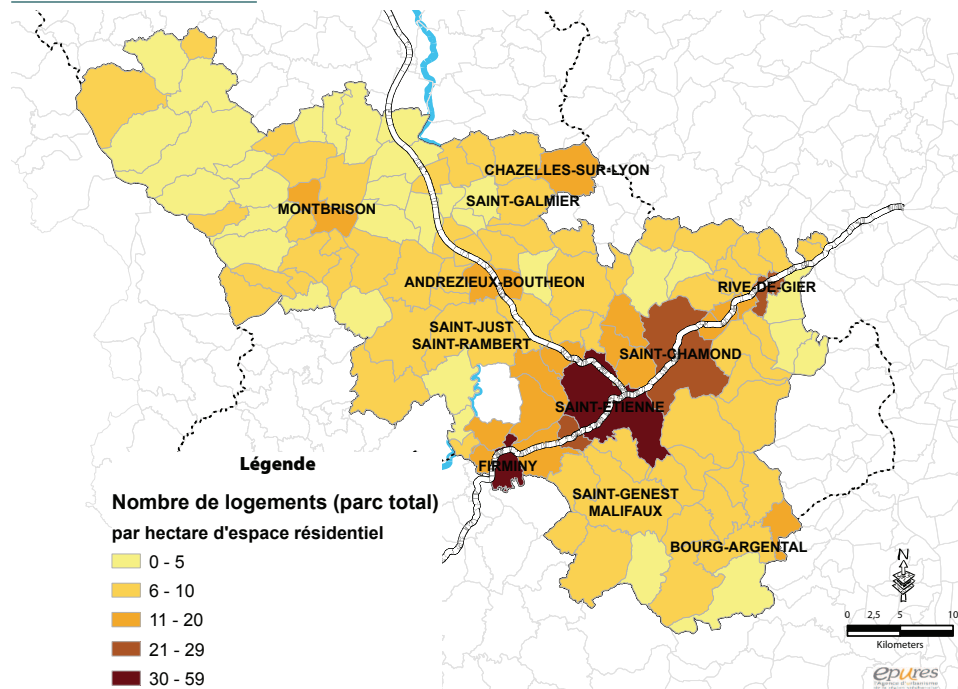 CHAZELLES-SUR-LYON
SAINT-GALMIER
MONTBRISON
ANDREZIEUX-BOUTHEON
RIVE-DE-GIER
SAINT-JUST
SAINT-RAMBERT
SAINT-CHAMOND
SAINT-ETIENNE
FIRMINY
SAINT-GENEST
MALIFAUX
BOURG-ARGENTAL
Légende
Nombre de logements (parc total)
par hectare d'espace résidentiel
0 - 5
6 - 10
11 - 20
21 - 29
30 - 59
N
0 2,5 5 10
Kilometers
epures
l'Agence d'urbanisme